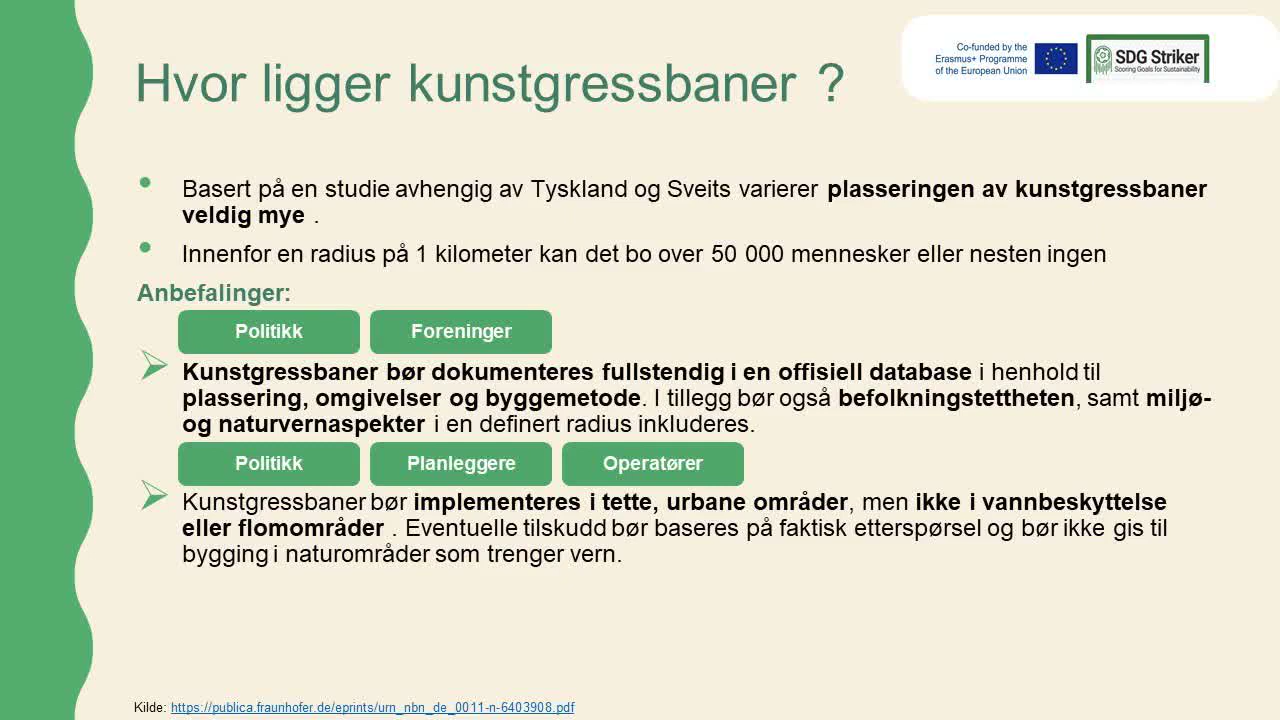 Hvor ligger kunstgressbaner ?
Co-funded by the
Erasmus+ Programme
of the European Union
SDG Striker
Scoring Goals for Sustainability
• Basert på en studie avhengig av Tyskland og Sveits varierer plasseringen av kunstgressbaner
veldig mye .
• Innenfor en radius på 1 kilometer kan det bo over 50 000 mennesker eller nesten ingen
Anbefalinger:
Politikk Foreninger
Kunstgressbaner bør dokumenteres fullstendig i en offisiell database i henhold til
plassering, omgivelser og byggemetode. I tillegg bør også befolkningstettheten, samt miljø-
og naturvernaspekter i en definert radius inkluderes.
Politikk Planleggere Operatører
Kunstgressbaner bør implementeres i tette, urbane områder, men ikke i vannbeskyttelse
eller flomområder . Eventuelle tilskudd bør baseres på faktisk etterspørsel og bør ikke gis til
bygging i naturområder som trenger vern.
Kilde: https://publica.fraunhofer.de/eprints/urn_nbn_de_0011-n-6403908.pdf